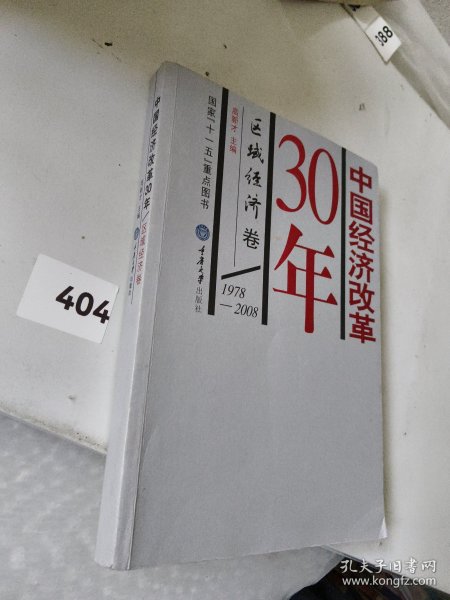 中国经济改革
30年
1978
—2008
区域经济卷
高新才 主编
国家"十一五"重点图书
重庆大学出版社
中国经济改革30年/区域经济卷
404
388
孔夫子旧书网
www.kongfz.com